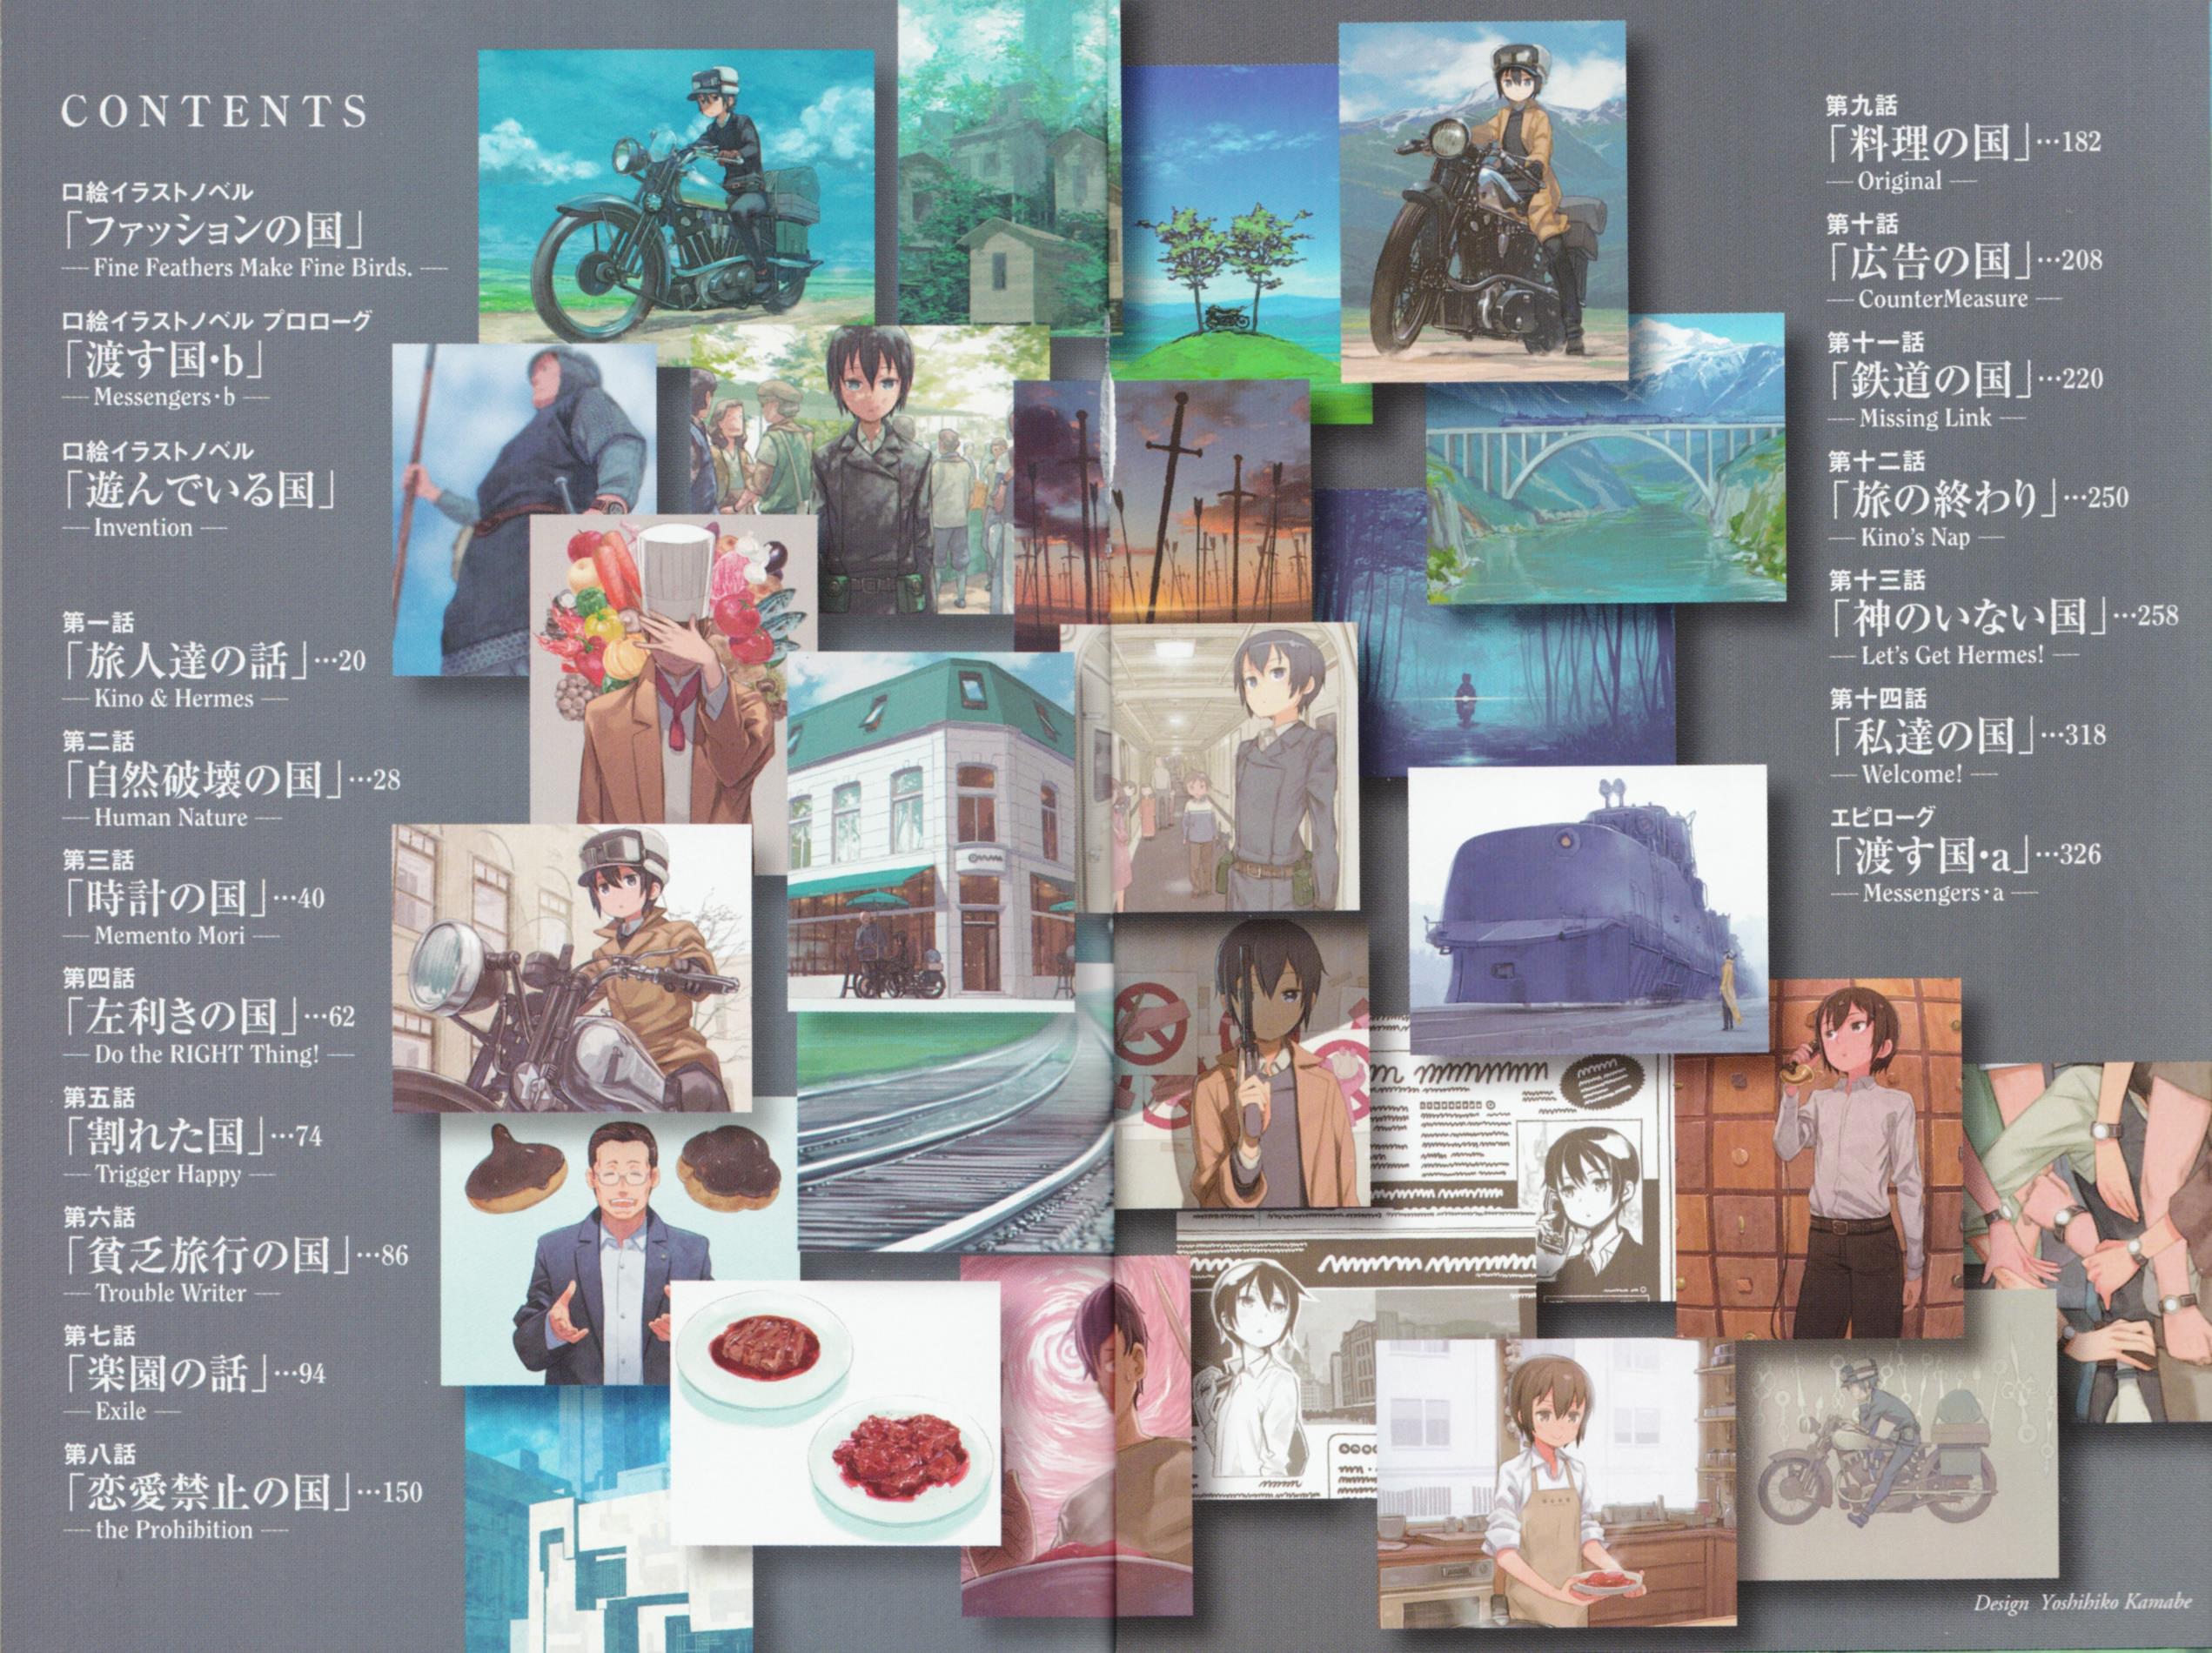 CONTENTS
口絵イラストノベル
「ファッションの国」
— Fine Feathers Make Fine Birds. —
口絵イラストノベル プロローグ
「渡す国・b」
— Messengers・b —
口絵イラストノベル
「遊んでいる国」
— Invention —
第一話
「旅人達の話」…20
— Kino & Hermes —
第二話
「自然破壊の国」…28
— Human Nature —
第三話
「時計の国」…40
— Memento Mori —
第四話
「左利きの国」…62
— Do the RIGHT Thing! —
第五話
「割れた国」…74
— Trigger Happy —
第六話
「貧乏旅行の国」…86
— Trouble Writer —
第七話
「楽園の話」…94
— Exile —
第八話
「恋愛禁止の国」…150
— the Prohibition —
第九話
「料理の国」…182
— Original —
第十話
「広告の国」…208
— CounterMeasure —
第十一話
「鉄道の国」…220
— Missing Link —
第十二話
「旅の終わり」…250
— Kino's Nap —
第十三話
「神のいない国」…258
— Let's Get Hermes! —
第十四話
「私達の国」…318
— Welcome! —
エピローグ
「渡す国・a」…326
— Messengers・a —
Design Yoshihiko Kamabe